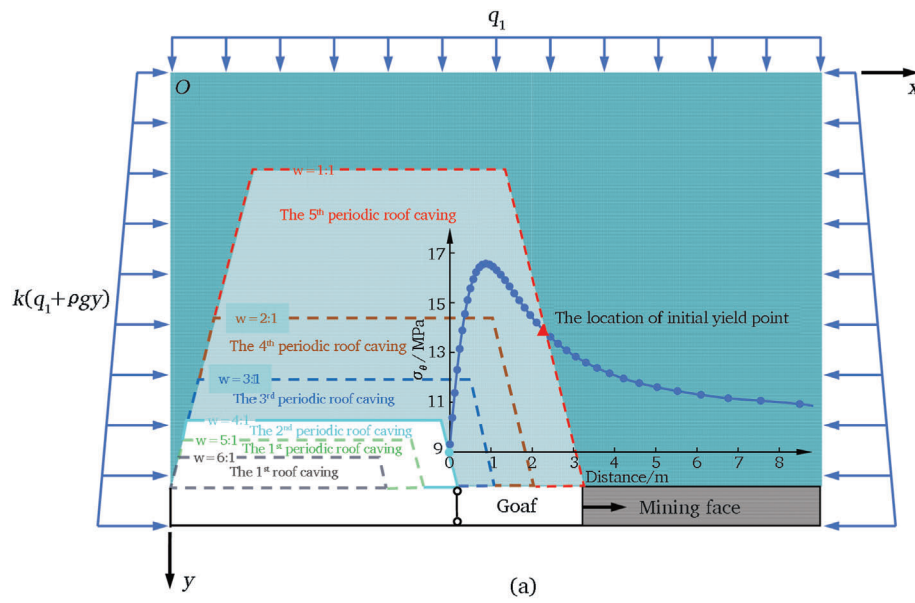 q₁
O
x
w=1:1
The 5th periodic roof caving
17
15
13
11
9
σθ / MPa
k(q₁+ρgy)
The location of initial yield point
w=2:1
The 4th periodic roof caving
w=3:1
The 3rd periodic roof caving
w=4:1
The 2nd periodic roof caving
w=5:1
The 1st periodic roof caving
w=6:1
The 1st roof caving
0 1 2 3 4 5 6 7 8
Distance/m
Goaf
Mining face
y
(a)